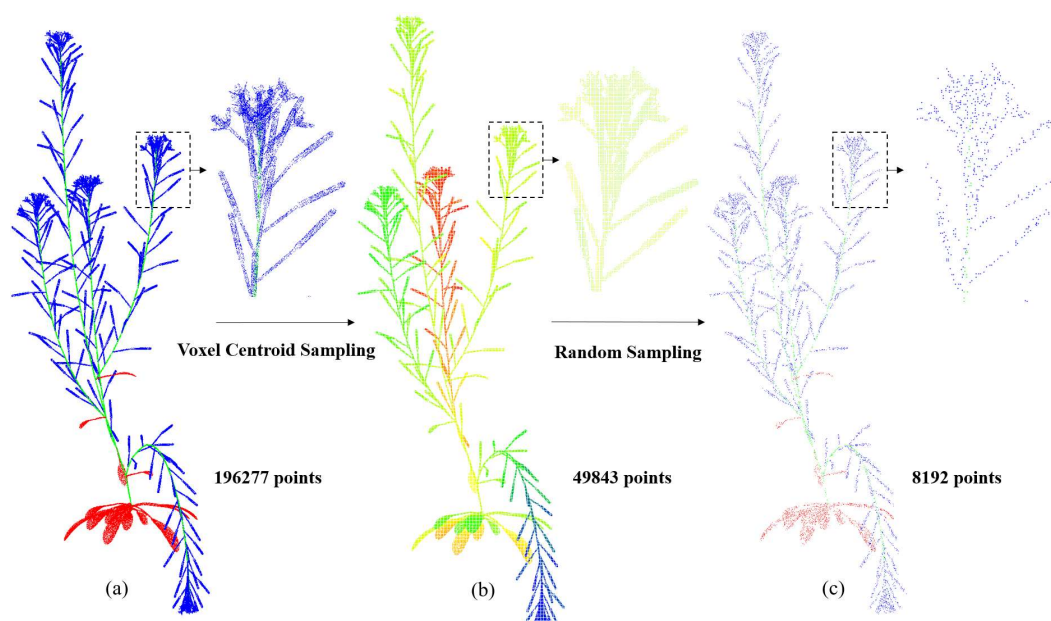 Voxel Centroid Sampling
Random Sampling
196277 points
49843 points
8192 points
(a)
(b)
(c)